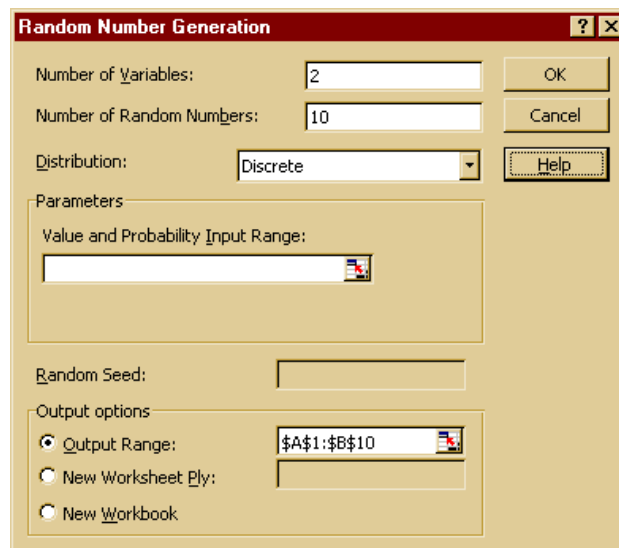 Random Number Generation
Number of Variables: 2 OK
Number of Random Numbers: 10 Cancel
Distribution: Discrete Help
Parameters
Value and Probability Input Range:
Random Seed:
Output options
Output Range: $A$1:$B$10
New Worksheet Ply:
New Workbook